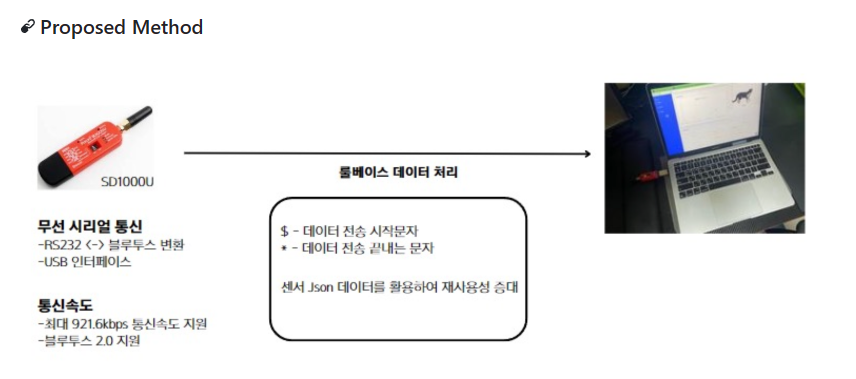 Proposed Method
SD1000U
무선 시리얼 통신
-RS232 <-> 블루투스 변환
-USB 인터페이스
통신속도
-최대 921.6kbps 통신속도 지원
-블루투스 2.0 지원
룰베이스 데이터 처리
$ - 데이터 전송 시작문자
* - 데이터 전송 끝내는 문자
센서 Json 데이터를 활용하여 재사용성 증대